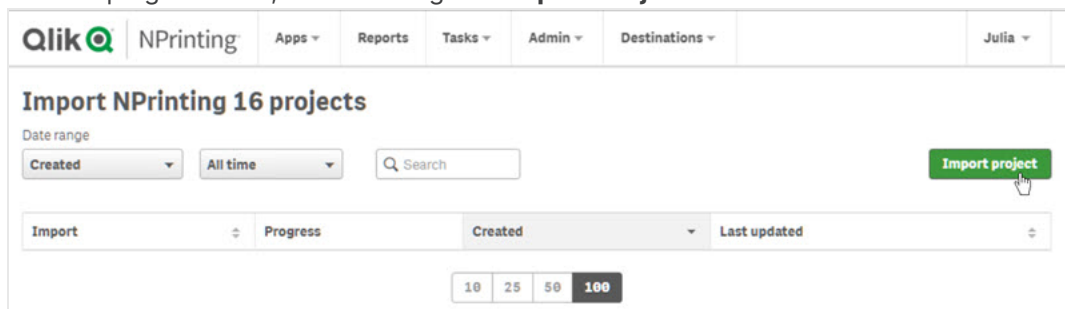 Qlik NPrinting Apps Reports Tasks Admin Destinations Julia
Import NPrinting 16 projects
Date range
Created All time Search Import project
Import Progress Created Last updated
10 25 50 100